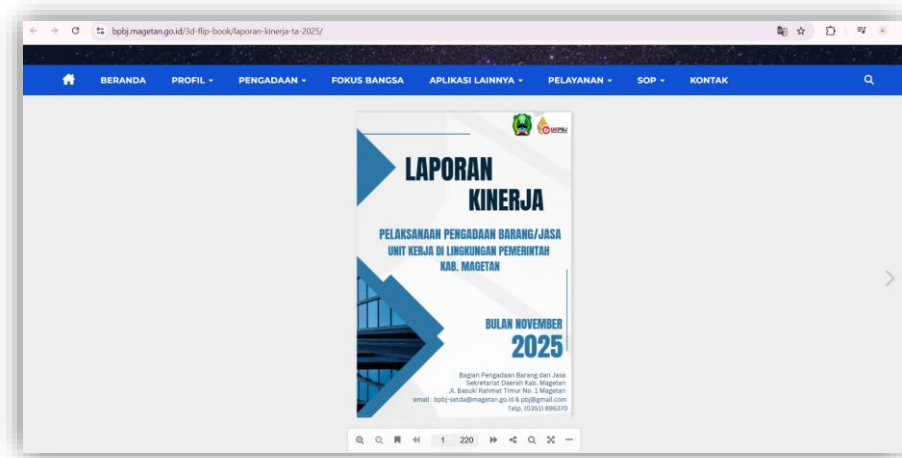 bpbj.magetan.go.id/3d-flip-book/laporan-kinerja-ta-2025/
BERANDA PROFIL PENGADAAN FOKUS BANGSA APLIKASI LAINNYA PELAYANAN SOP KONTAK
UKPBJ
LAPORAN
KINERJA
PELAKSANAAN PENGADAAN BARANG/JASA
UNIT KERJA DI LINGKUNGAN PEMERINTAH
KAB. MAGETAN
BULAN NOVEMBER
2025
Bagian Pengadaan Barang dan Jasa
Sekretariat Daerah Kab. Magetan
Jl. Basuki Rahmat Timur No. 1 Magetan
email : bpbj-setda@magetan.go.id & pbj@gmail.com
Telp. (0351) 896370
1 220